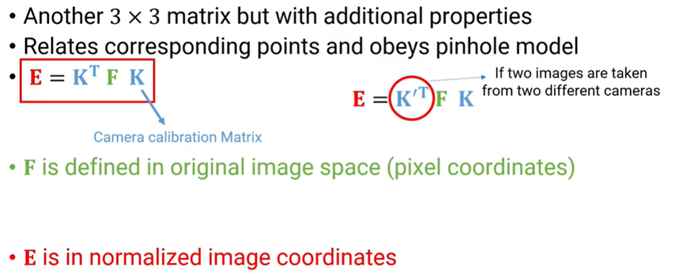 • Another 3 × 3 matrix but with additional properties
• Relates corresponding points and obeys pinhole model
• E = Kᵀ F K
If two images are taken
from two different cameras
E = K′ᵀ F K
Camera calibration Matrix
• F is defined in original image space (pixel coordinates)
• E is in normalized image coordinates